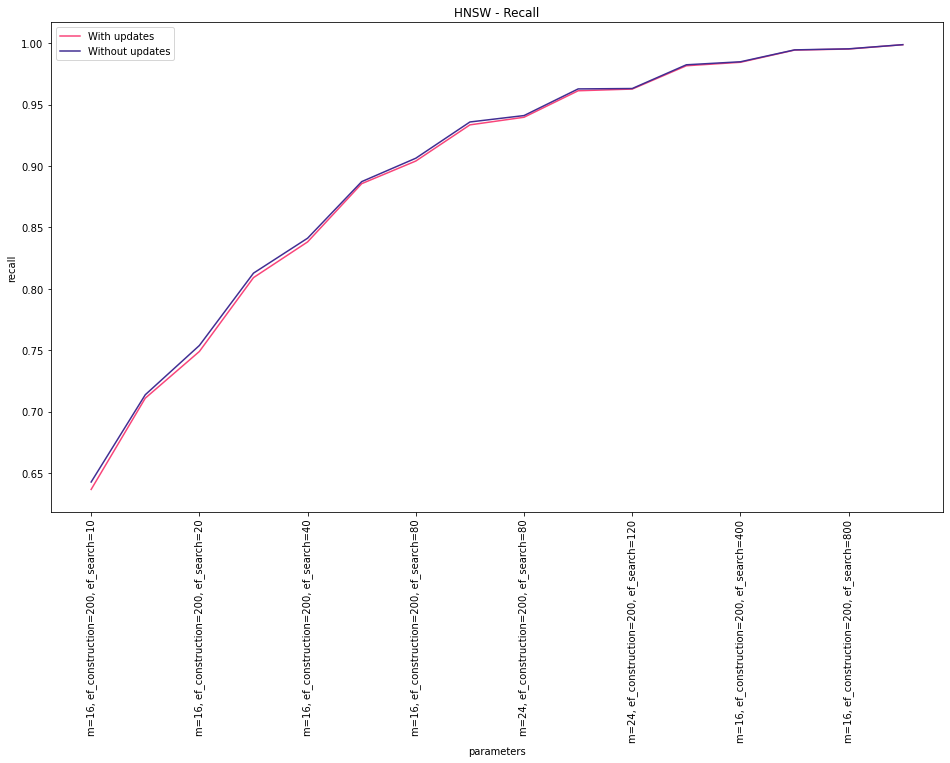 HNSW - Recall
With updates
Without updates
1.00
0.95
0.90
0.85
0.80
0.75
0.70
0.65
recall
m=16, ef_construction=200, ef_search=10
m=16, ef_construction=200, ef_search=20
m=16, ef_construction=200, ef_search=40
m=16, ef_construction=200, ef_search=80
m=24, ef_construction=200, ef_search=80
m=24, ef_construction=200, ef_search=120
m=16, ef_construction=200, ef_search=400
m=16, ef_construction=200, ef_search=800
parameters